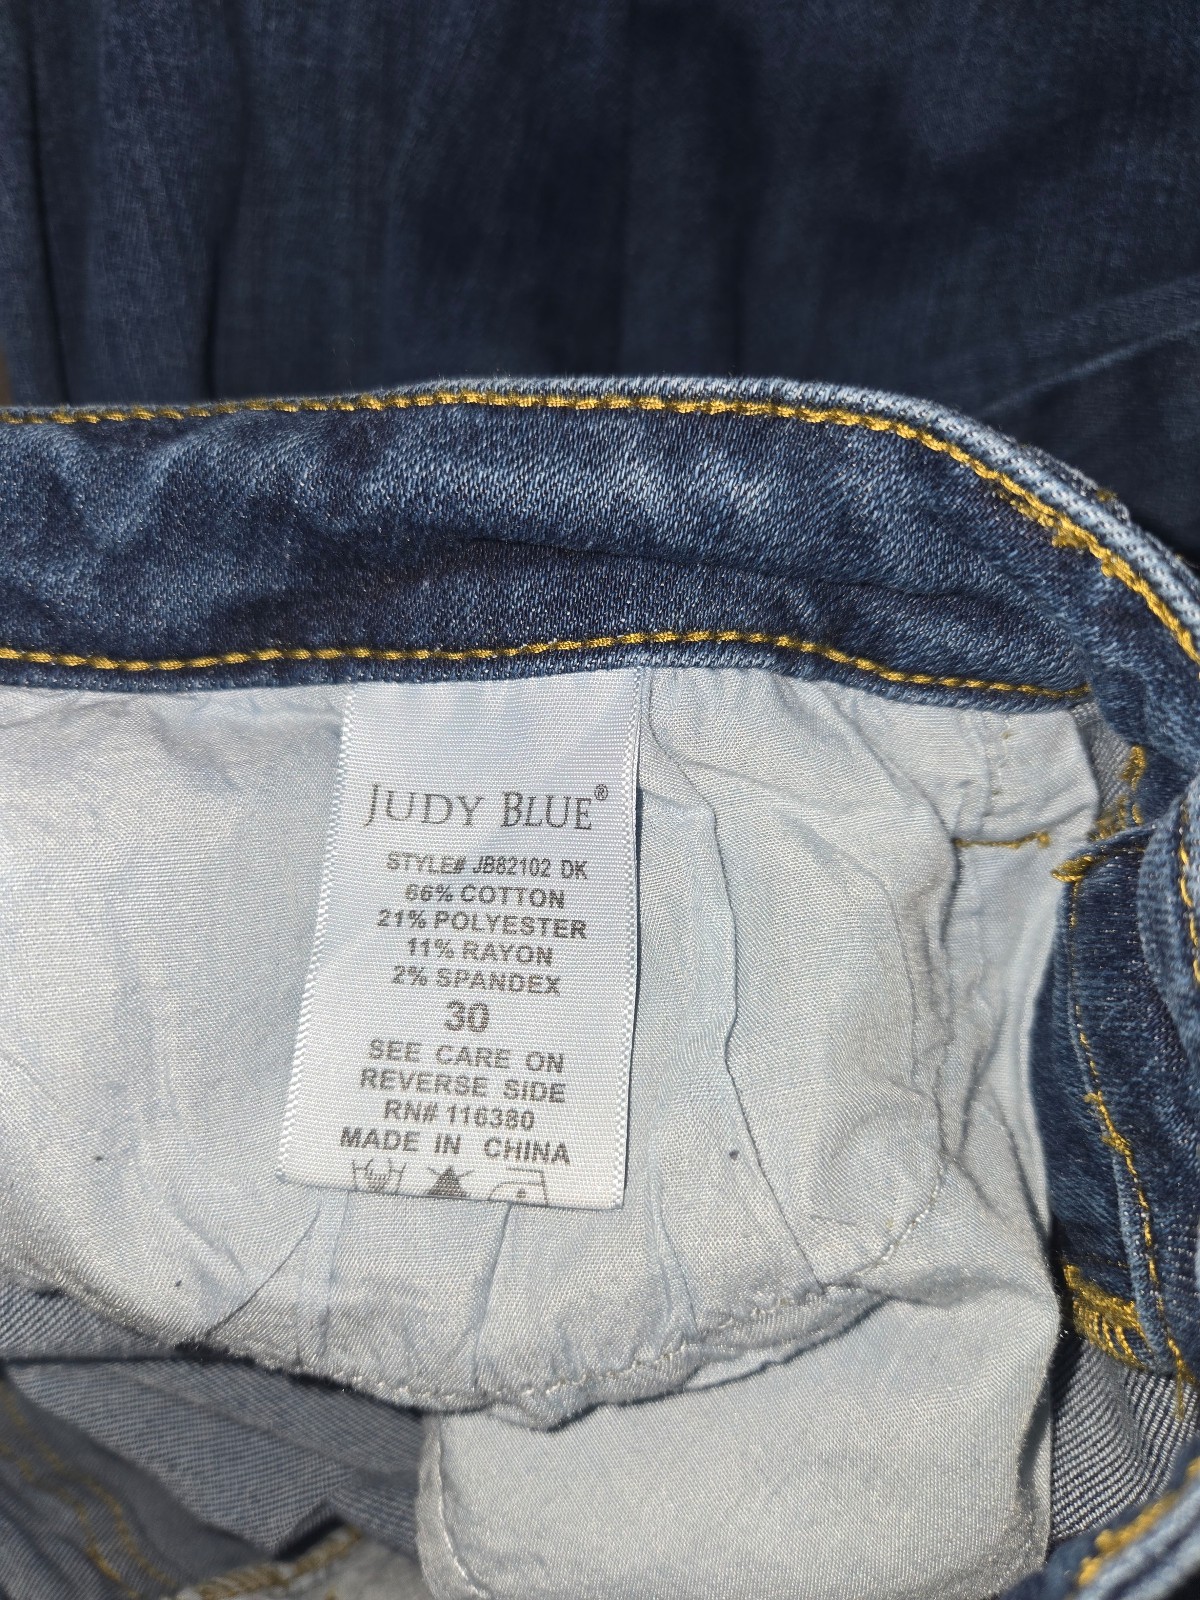 JUDY BLUE®
STYLE# JB82102 DK
66% COTTON
21% POLYESTER
11% RAYON
2% SPANDEX
30
SEE CARE ON
REVERSE SIDE
RN# 116380
MADE IN CHINA